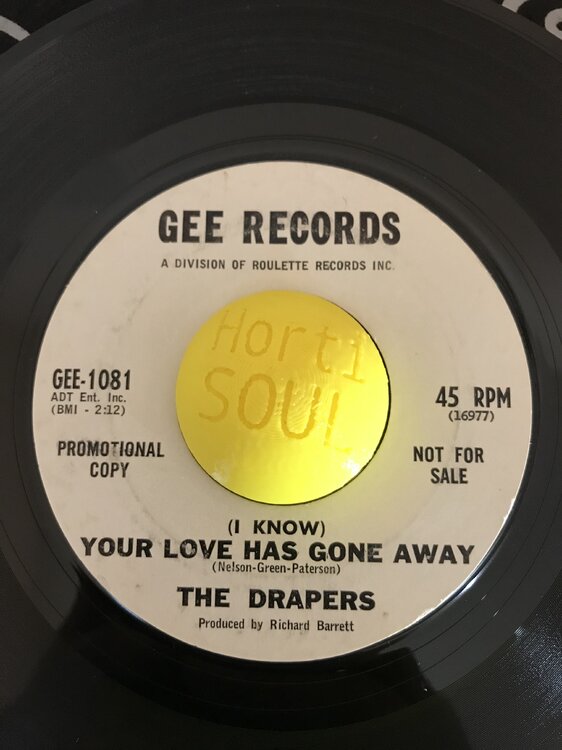 GEE RECORDS
A DIVISION OF ROULETTE RECORDS INC.
Horti
SOUL
GEE-1081
ADT Ent. Inc.
(BMI - 2:12)
45 RPM
(16977)
PROMOTIONAL
COPY
NOT FOR
SALE
(I KNOW)
YOUR LOVE HAS GONE AWAY
(Nelson-Green-Paterson)
THE DRAPERS
Produced by Richard Barrett